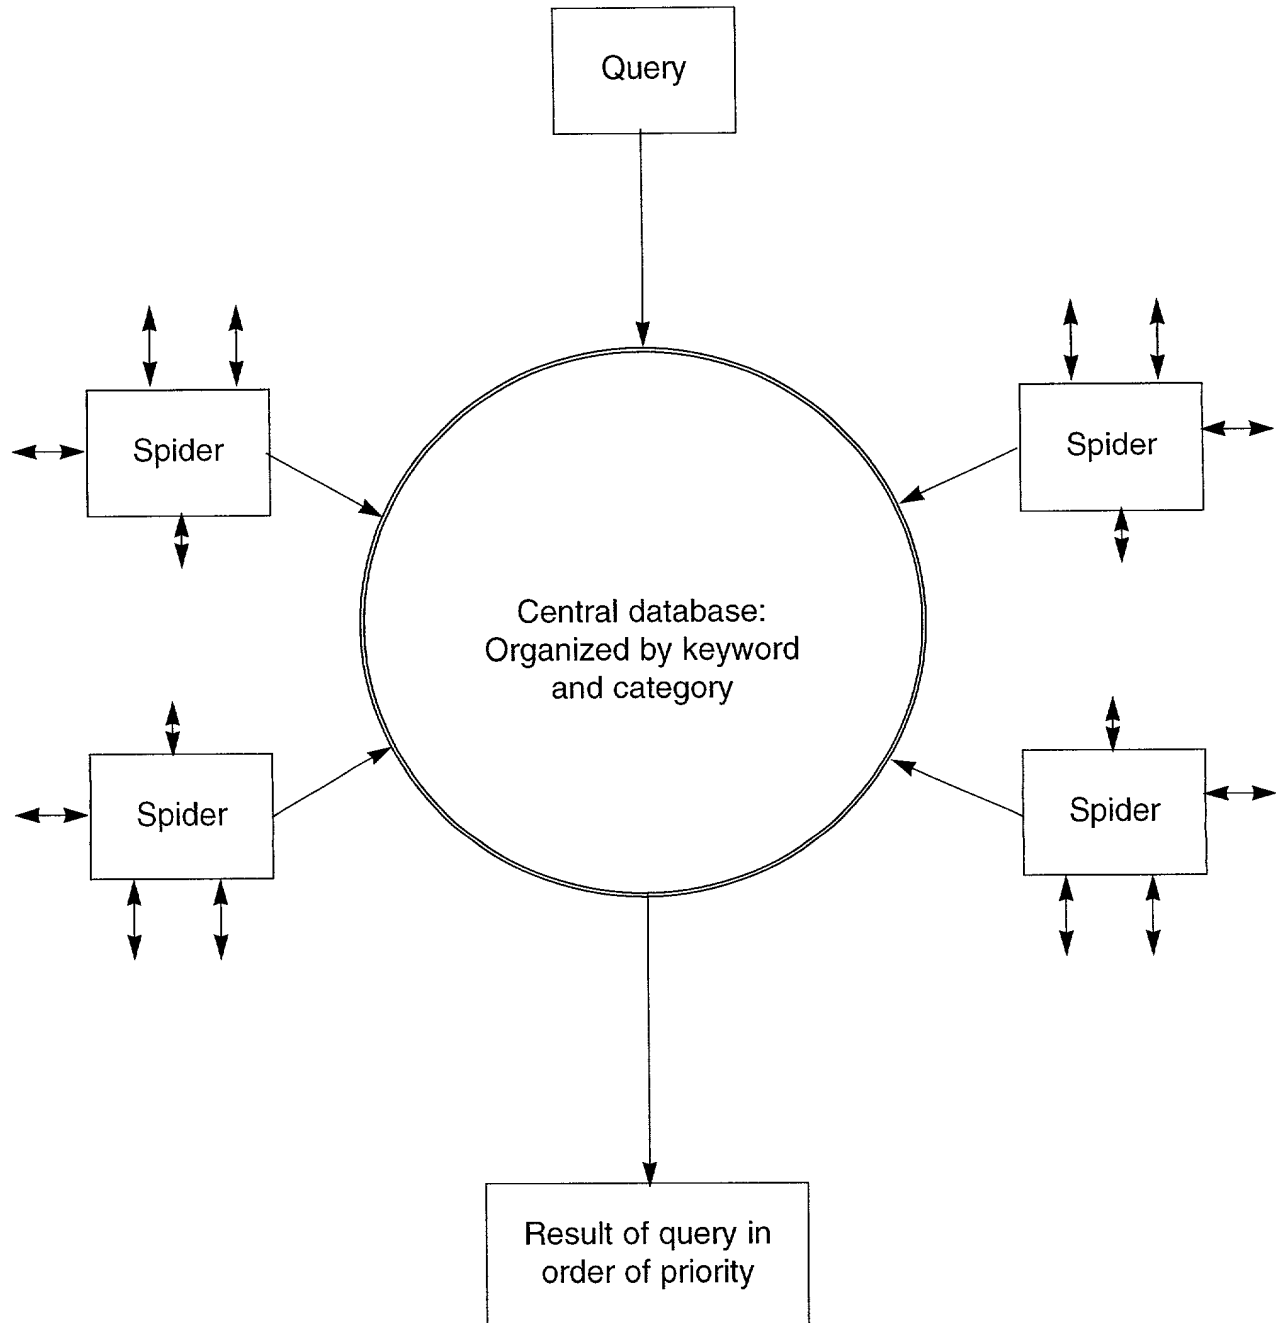 Query
Spider
Spider
Central database:
Organized by keyword
and category
Spider
Spider
Result of query in
order of priority